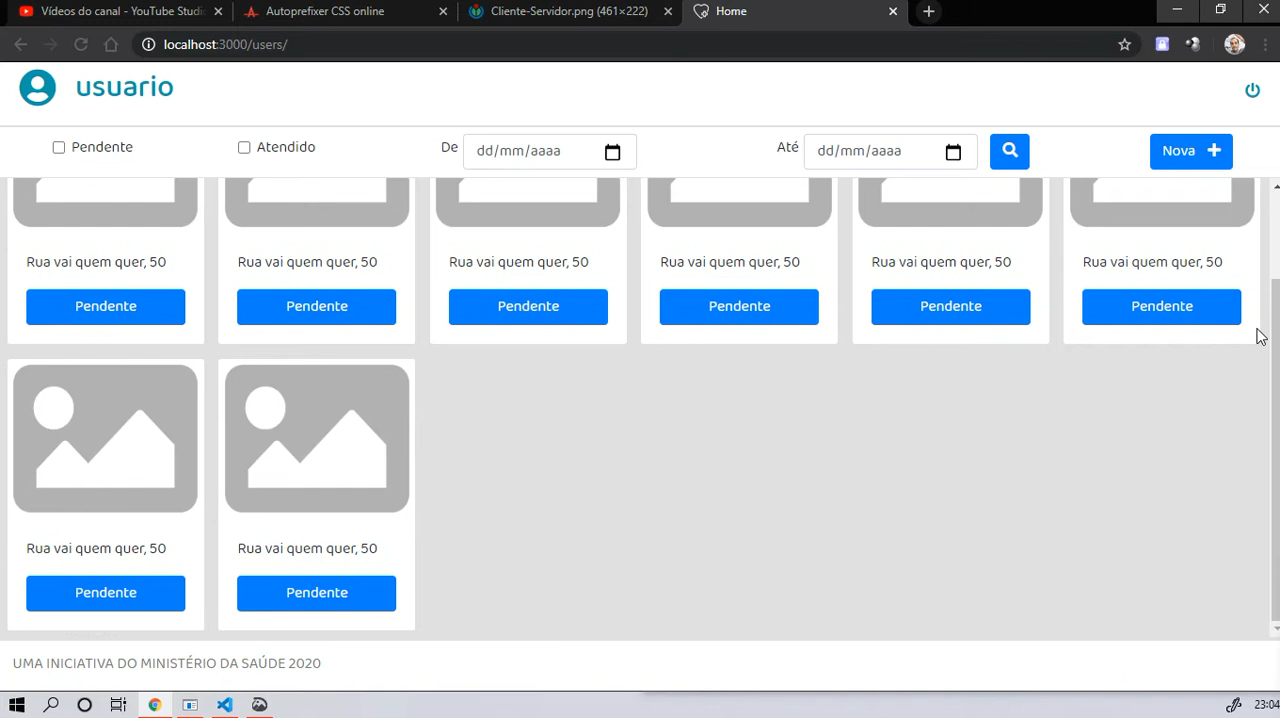 Vídeos do canal - YouTube Studi
Autoprefixer CSS online
Cliente-Servidor.png (461×222)
Home
localhost:3000/users/
usuario
Pendente
Atendido
De
dd/mm/aaaa
Até
dd/mm/aaaa
Nova
Rua vai quem quer, 50
Rua vai quem quer, 50
Rua vai quem quer, 50
Rua vai quem quer, 50
Rua vai quem quer, 50
Rua vai quem quer, 50
Pendente
Pendente
Pendente
Pendente
Pendente
Pendente
Rua vai quem quer, 50
Rua vai quem quer, 50
Pendente
Pendente
UMA INICIATIVA DO MINISTÉRIO DA SAÚDE 2020
23:04